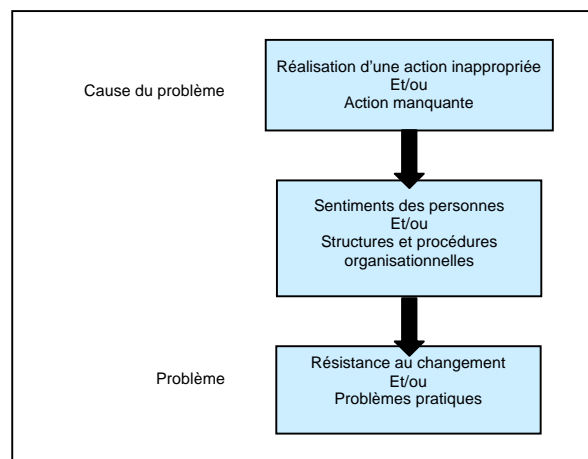 Réalisation d'une action inappropriée
Et/ou
Action manquante
Cause du problème
Sentiments des personnes
Et/ou
Structures et procédures
organisationnelles
Résistance au changement
Et/ou
Problèmes pratiques
Problème